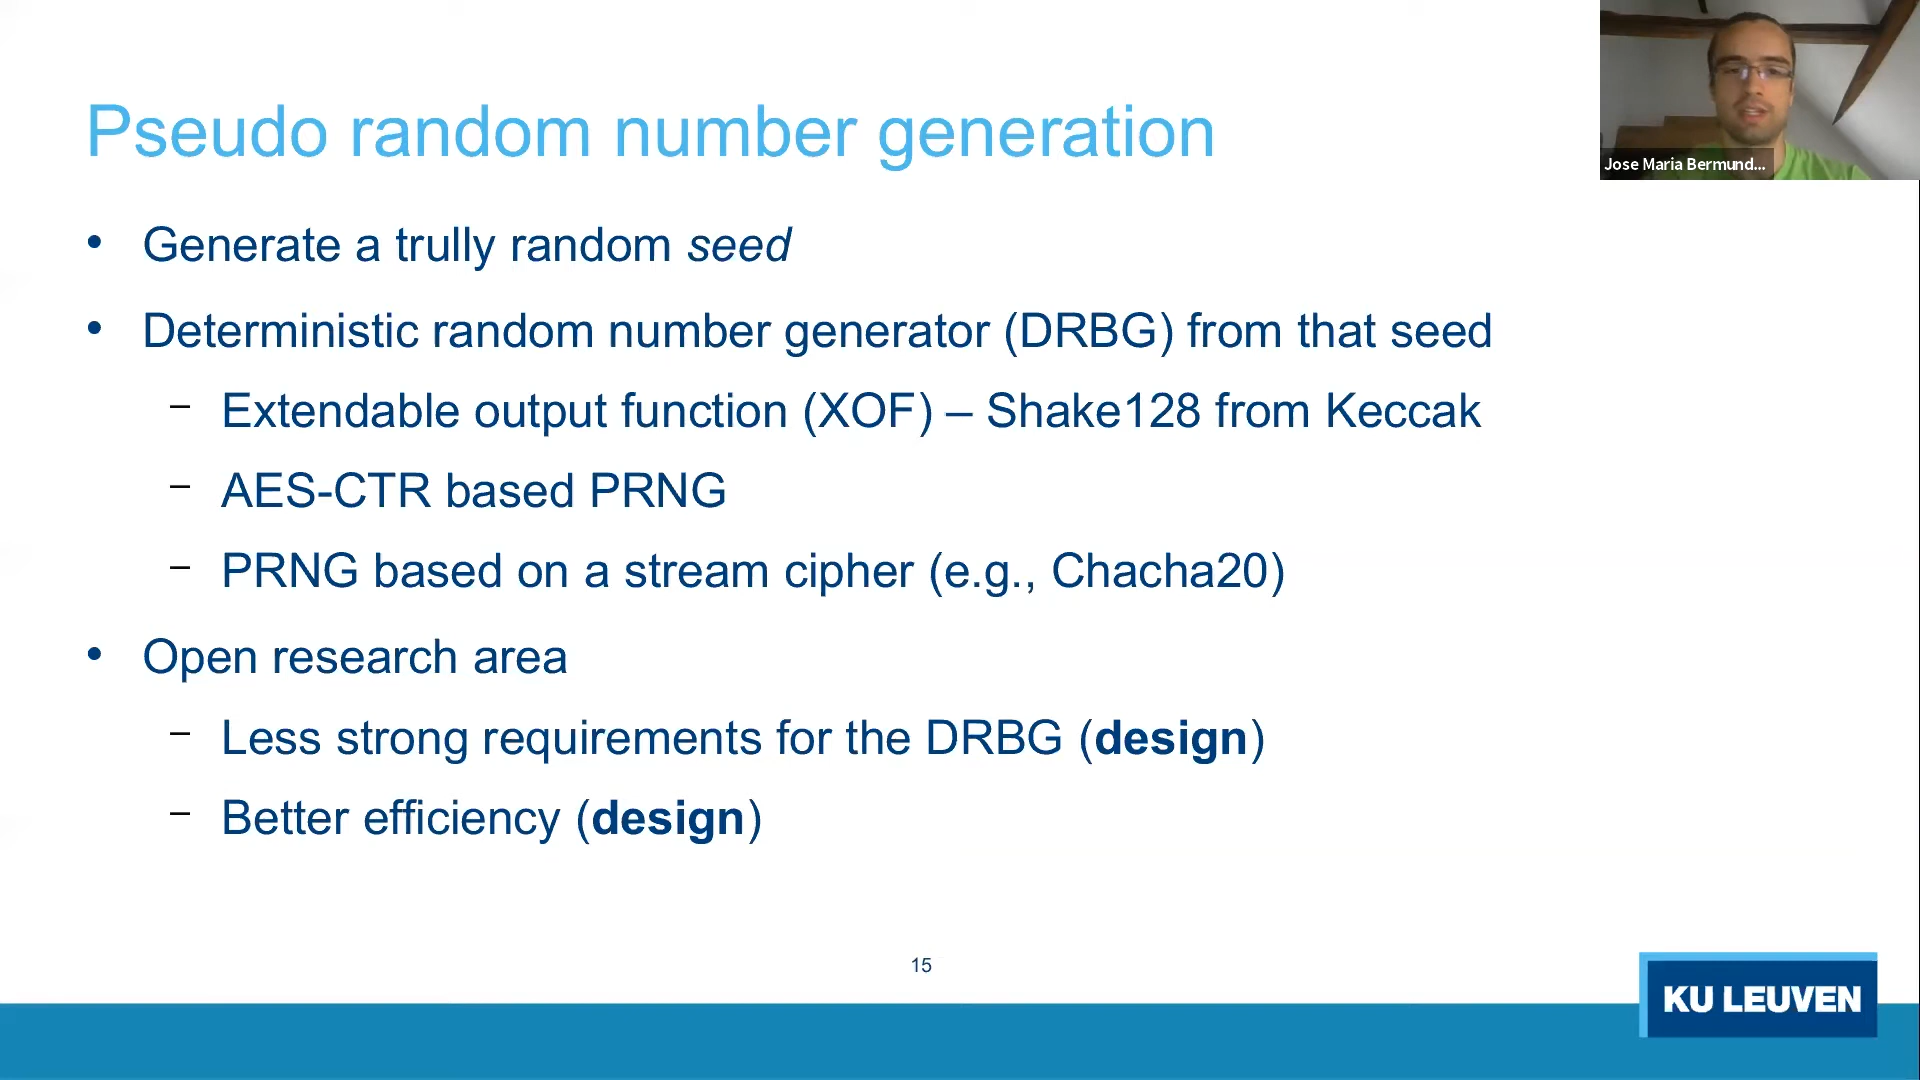 Pseudo random number generation
Jose Maria Bermund...
• Generate a trully random seed
• Deterministic random number generator (DRBG) from that seed
– Extendable output function (XOF) – Shake128 from Keccak
– AES-CTR based PRNG
– PRNG based on a stream cipher (e.g., Chacha20)
• Open research area
– Less strong requirements for the DRBG (design)
– Better efficiency (design)
15
KU LEUVEN